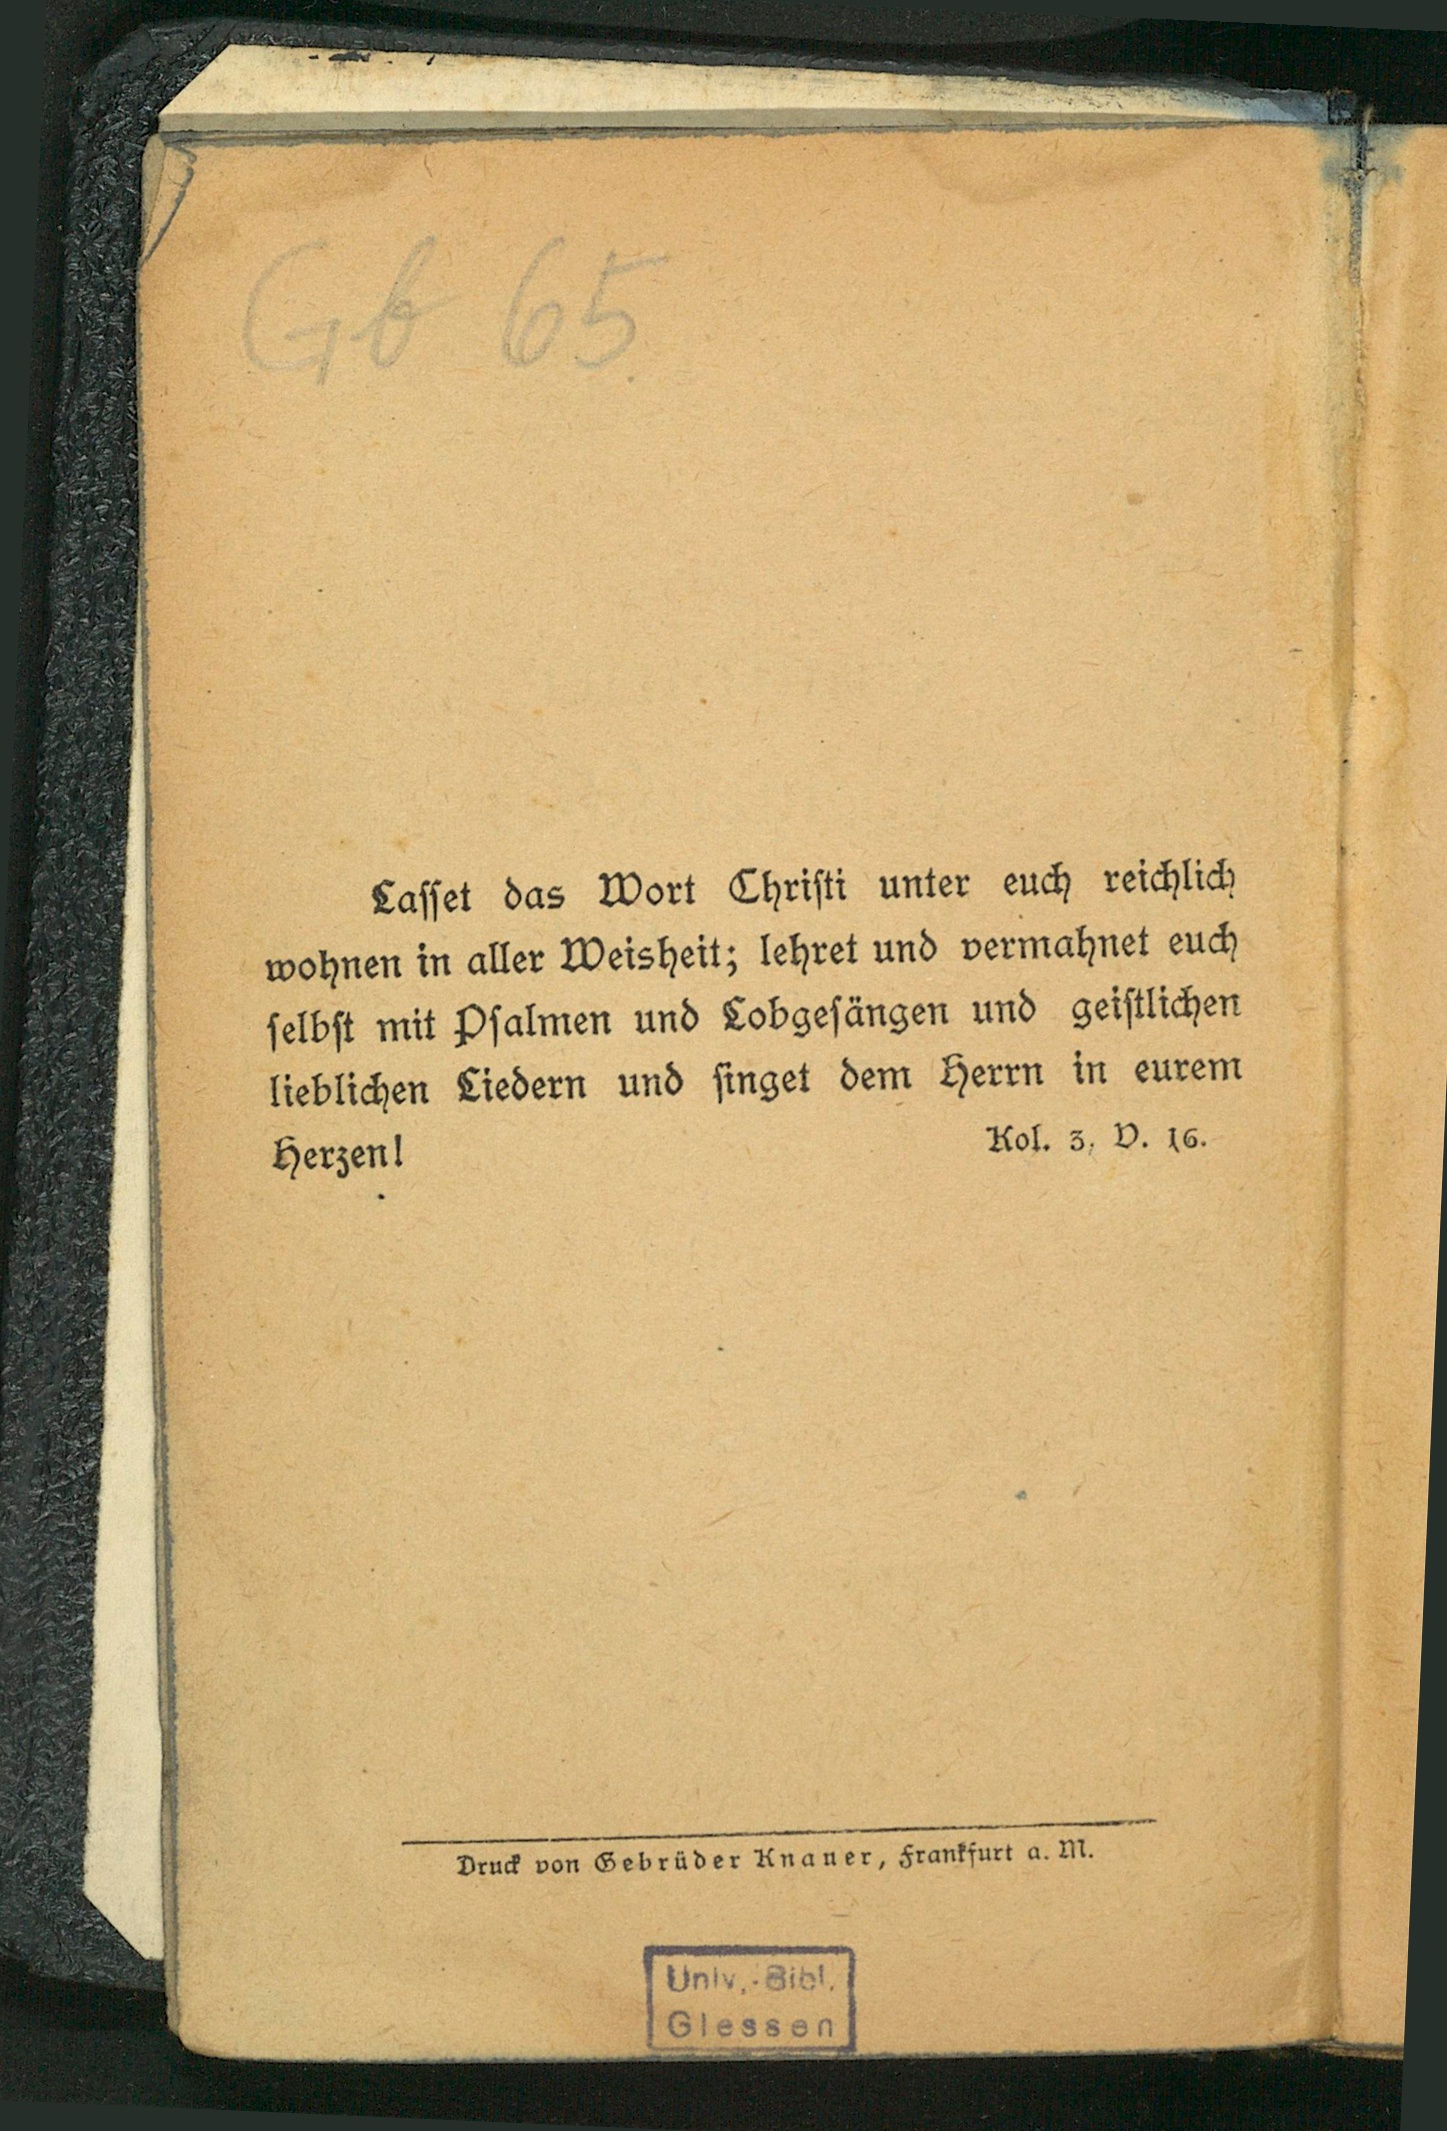 Gb 65
Lasset das Wort Christi unter euch reichlich
wohnen in aller Weisheit; lehret und vermahnet euch
selbst mit Psalmen und Lobgesängen und geistlichen
lieblichen Liedern und singet dem Herrn in eurem
Herzen! Kol. 3, V. 16.
Druck von Gebrüder Knauer, Frankfurt a. M.
Univ.-Bibl.
Giessen